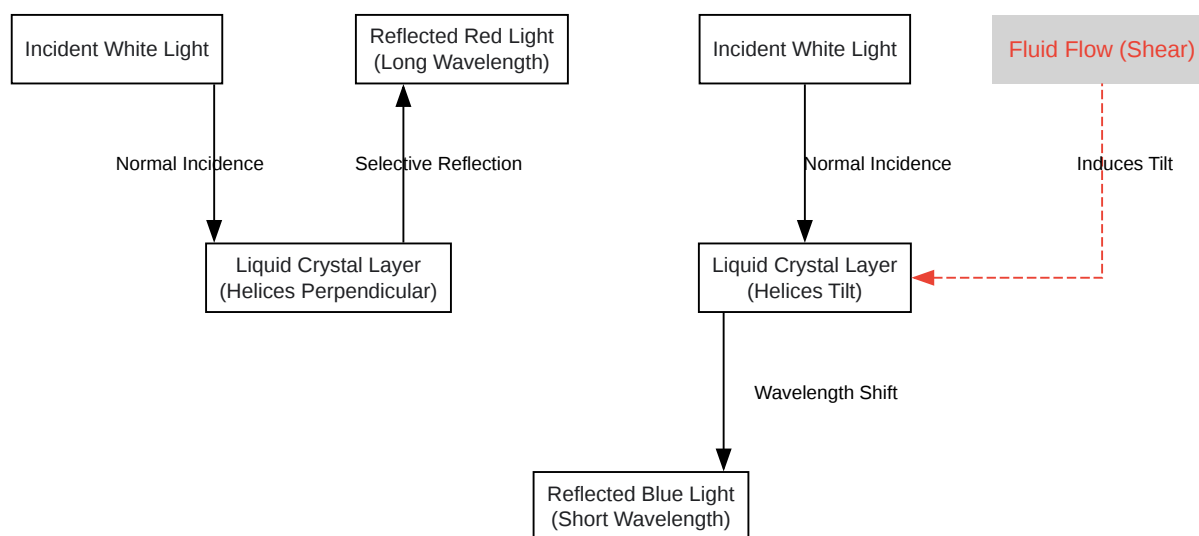 Incident White Light
Reflected Red Light
(Long Wavelength)
Incident White Light
Fluid Flow (Shear)
Normal Incidence
Selective Reflection
Normal Incidence
Induces Tilt
Liquid Crystal Layer
(Helices Perpendicular)
Liquid Crystal Layer
(Helices Tilt)
Wavelength Shift
Reflected Blue Light
(Short Wavelength)